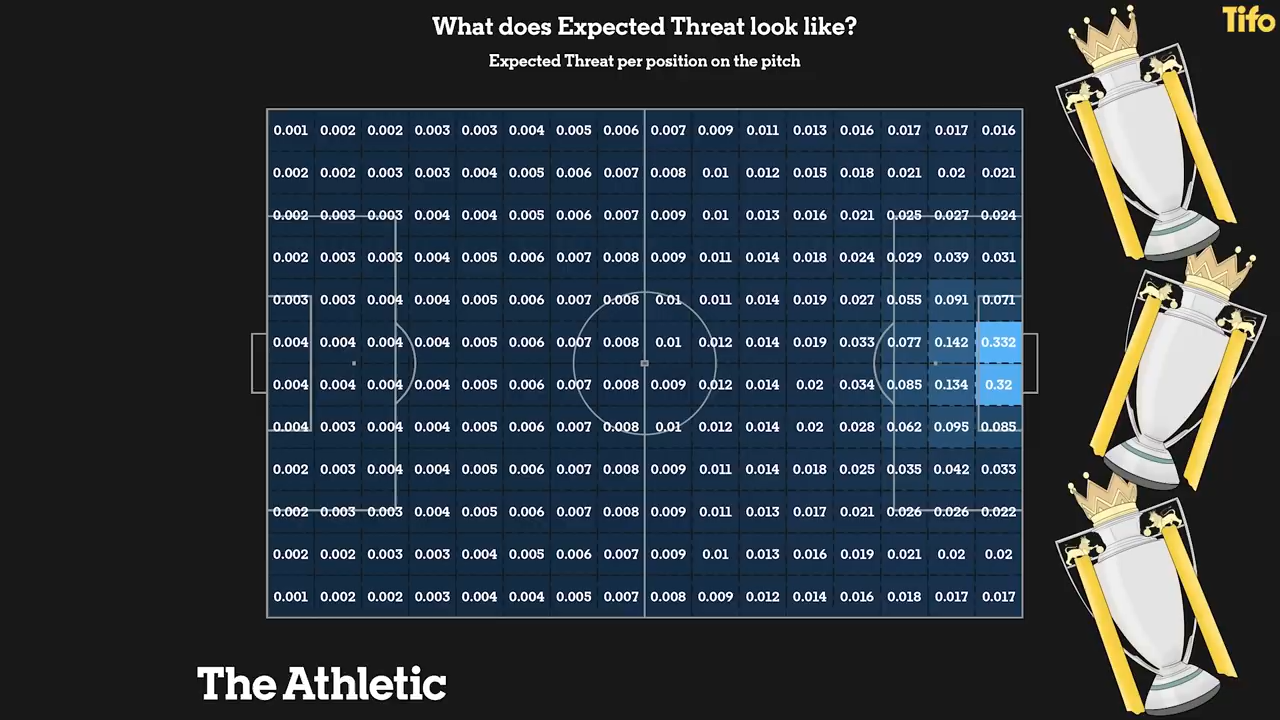 What does Expected Threat look like?
Tifo
Expected Threat per position on the pitch
0.001 0.002 0.002 0.003 0.003 0.004 0.005 0.006 0.007 0.009 0.011 0.013 0.016 0.017 0.017 0.016
0.002 0.002 0.003 0.003 0.004 0.005 0.006 0.007 0.008 0.01 0.012 0.015 0.018 0.021 0.02 0.021
0.002 0.003 0.003 0.004 0.004 0.005 0.006 0.007 0.009 0.01 0.013 0.016 0.021 0.025 0.027 0.024
0.002 0.003 0.003 0.004 0.005 0.006 0.007 0.008 0.009 0.011 0.014 0.018 0.024 0.029 0.039 0.031
0.003 0.003 0.004 0.004 0.005 0.006 0.007 0.008 0.01 0.011 0.014 0.019 0.027 0.055 0.091 0.071
0.004 0.004 0.004 0.004 0.005 0.006 0.007 0.008 0.01 0.012 0.014 0.019 0.033 0.077 0.142 0.332
0.004 0.004 0.004 0.004 0.005 0.006 0.007 0.008 0.009 0.012 0.014 0.02 0.034 0.085 0.134 0.32
0.004 0.003 0.004 0.004 0.005 0.006 0.007 0.008 0.01 0.012 0.014 0.02 0.028 0.062 0.095 0.085
0.002 0.003 0.004 0.004 0.005 0.006 0.007 0.008 0.009 0.011 0.014 0.018 0.025 0.035 0.042 0.033
0.002 0.003 0.003 0.004 0.005 0.006 0.007 0.008 0.009 0.011 0.013 0.017 0.021 0.026 0.026 0.022
0.002 0.002 0.003 0.003 0.004 0.005 0.006 0.007 0.009 0.01 0.013 0.016 0.019 0.021 0.02 0.02
0.001 0.002 0.002 0.003 0.004 0.004 0.005 0.007 0.008 0.009 0.012 0.014 0.016 0.018 0.017 0.017
The Athletic